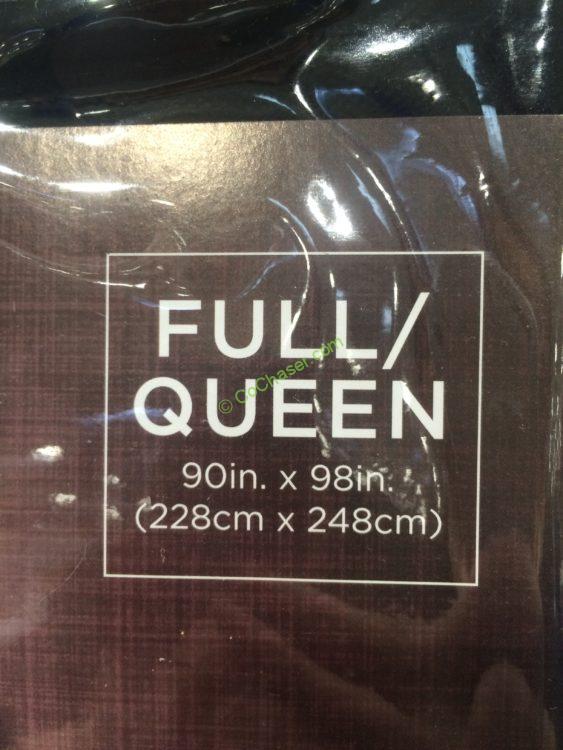 FULL/
© CoChaser.com
QUEEN
90in. x 98in.
(228cm x 248cm)